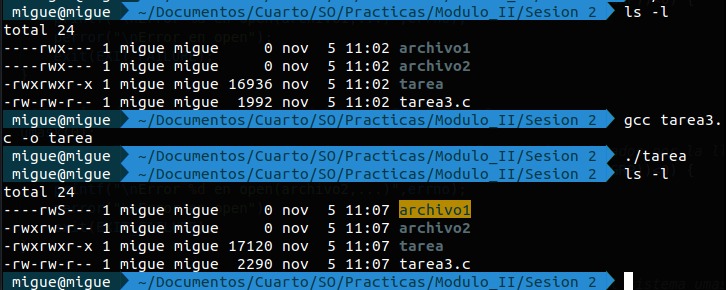 migue@migue ~/Documentos/Cuarto/SO/Practicas/Modulo_II/Sesion 2 ls -l
total 24
----rwx--- 1 migue migue 0 nov 5 11:02 archivo1
----rwx--- 1 migue migue 0 nov 5 11:02 archivo2
-rwxrwxr-x 1 migue migue 16936 nov 5 11:02 tarea
-rw-rw-r-- 1 migue migue 1992 nov 5 11:02 tarea3.c
migue@migue ~/Documentos/Cuarto/SO/Practicas/Modulo_II/Sesion 2 gcc tarea3.
c -o tarea
migue@migue ~/Documentos/Cuarto/SO/Practicas/Modulo_II/Sesion 2 ./tarea
migue@migue ~/Documentos/Cuarto/SO/Practicas/Modulo_II/Sesion 2 ls -l
total 24
----rwS--- 1 migue migue 0 nov 5 11:07 archivo1
-rwxrw-r-- 1 migue migue 0 nov 5 11:07 archivo2
-rwxrwxr-x 1 migue migue 17120 nov 5 11:07 tarea
-rw-rw-r-- 1 migue migue 2290 nov 5 11:07 tarea3.c
migue@migue ~/Documentos/Cuarto/SO/Practicas/Modulo_II/Sesion 2